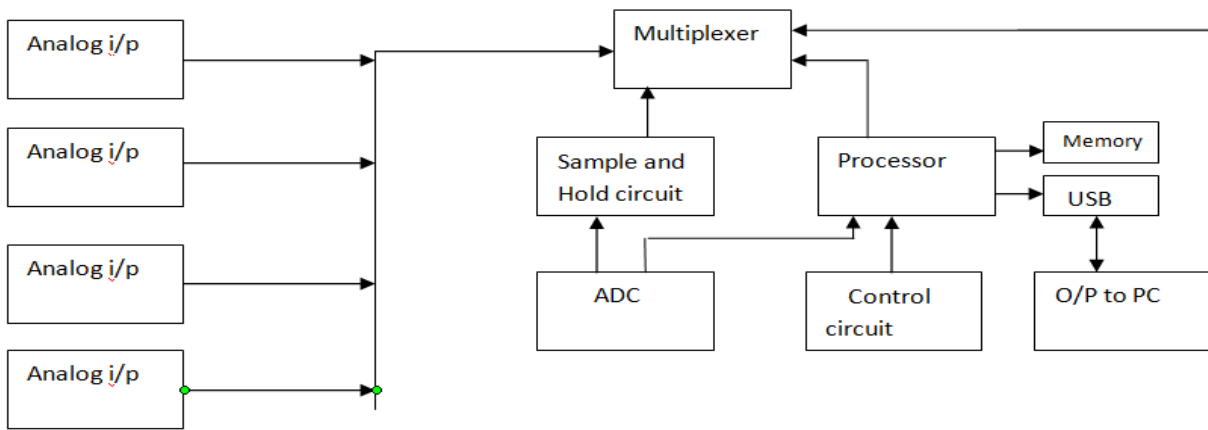 Analog i/p
Analog i/p
Analog i/p
Analog i/p
Multiplexer
Sample and
Hold circuit
Processor
Memory
USB
ADC
Control
circuit
O/P to PC